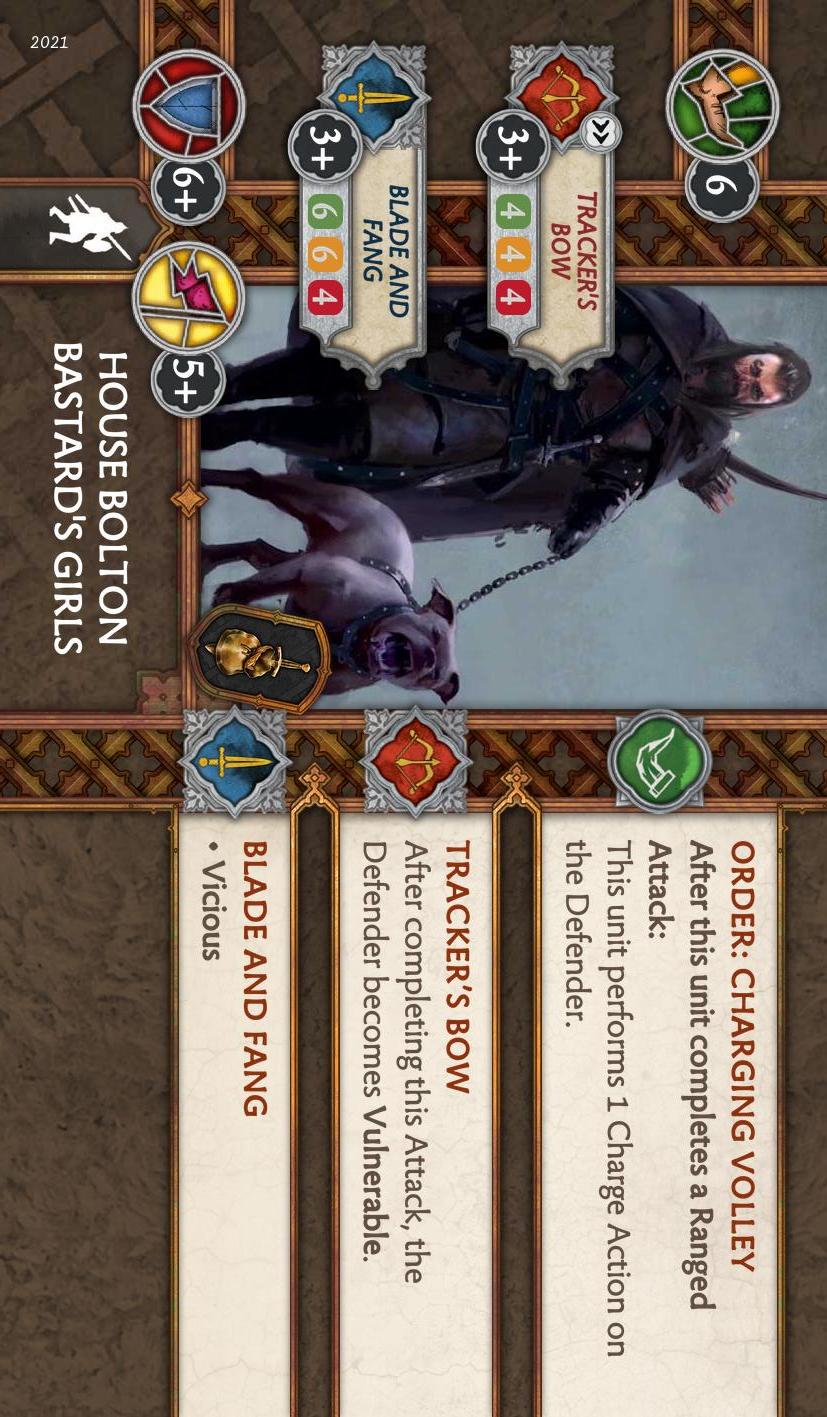 6
TRACKER'S
BOW
3+
4 4 4
BLADE AND
FANG
3+
6 6 4
6+
5+
HOUSE BOLTON
BASTARD'S GIRLS
ORDER: CHARGING VOLLEY
After this unit completes a Ranged
Attack:
This unit performs 1 Charge Action on
the Defender.
TRACKER'S BOW
After completing this Attack, the
Defender becomes Vulnerable.
BLADE AND FANG
• Vicious
2021